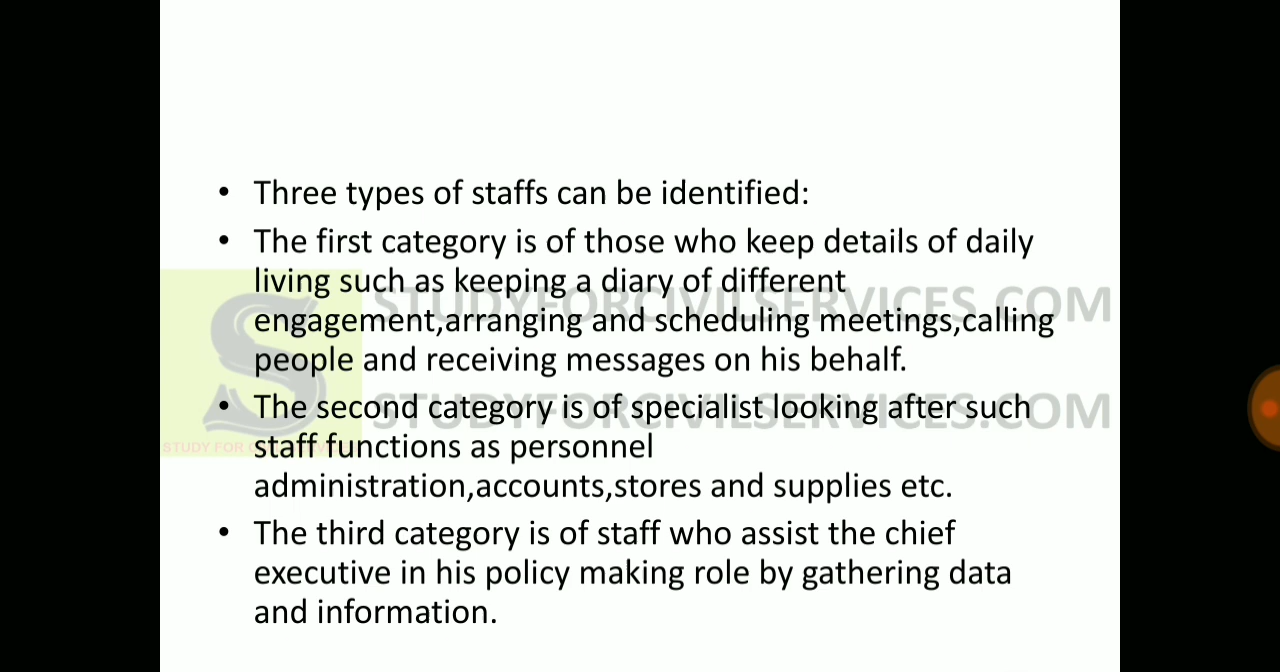 • Three types of staffs can be identified:
• The first category is of those who keep details of daily
living such as keeping a diary of different
STUDYFORCIVILSERVICES.COM
engagement,arranging and scheduling meetings,calling
people and receiving messages on his behalf.
• The second category is of specialist looking after such
STUDYFORCIVILSERVICES.COM
staff functions as personnel
STUDY FOR
administration,accounts,stores and supplies etc.
• The third category is of staff who assist the chief
executive in his policy making role by gathering data
and information.